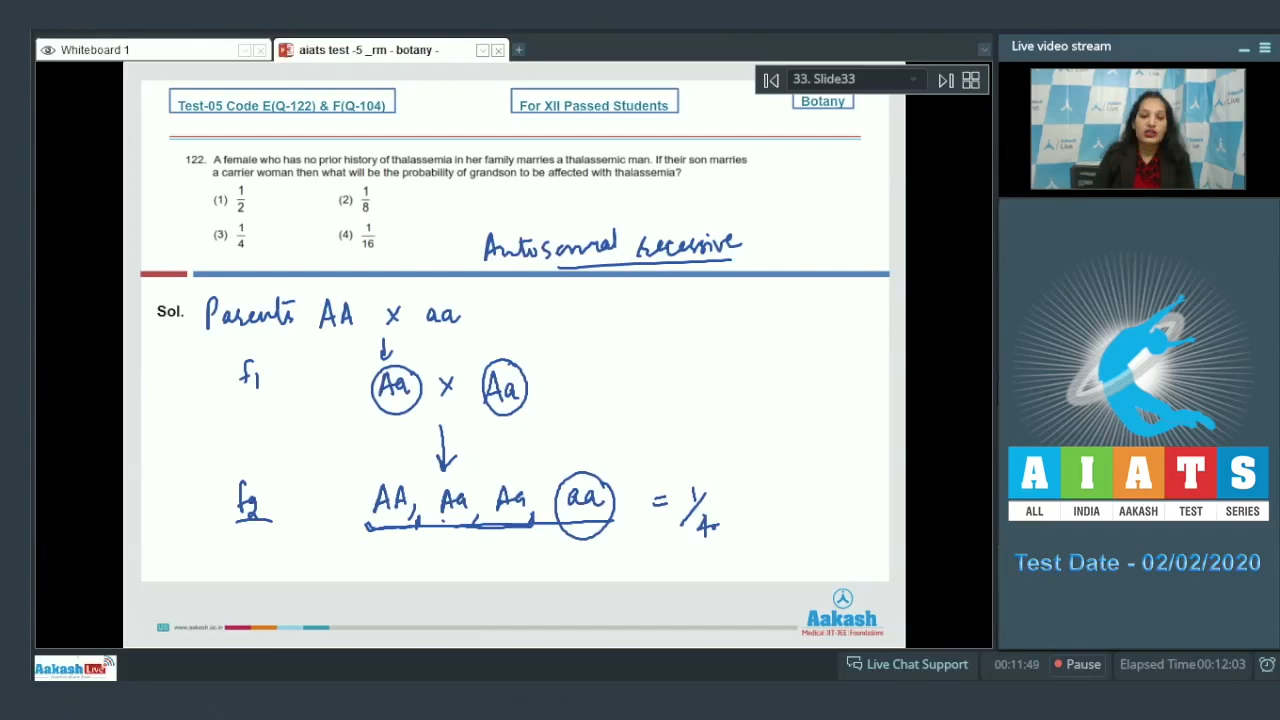 Whiteboard 1
aiats test -5 _rm - botany -
Live video stream
33. Slide33
Test-05 Code E(Q-122) & F(Q-104)
For XII Passed Students
Botany
122. A female who has no prior history of thalassemia in her family marries a thalassemic man. If their son marries
a carrier woman then what will be the probability of grandson to be affected with thalassemia?
(1) 1/2 (2) 1/8
(3) 1/4 (4) 1/16
Autosomal recessive
Sol. Parents AA x aa
f1 Aa x Aa
f2 AA, Aa, Aa, aa = 1/4
www.aakash.ac.in
Aakash
Medical|IIT-JEE|Foundations
A I A T S
ALL INDIA AAKASH TEST SERIES
Test Date - 02/02/2020
Aakash Live
Live Chat Support
00:11:49
Pause
Elapsed Time 00:12:03